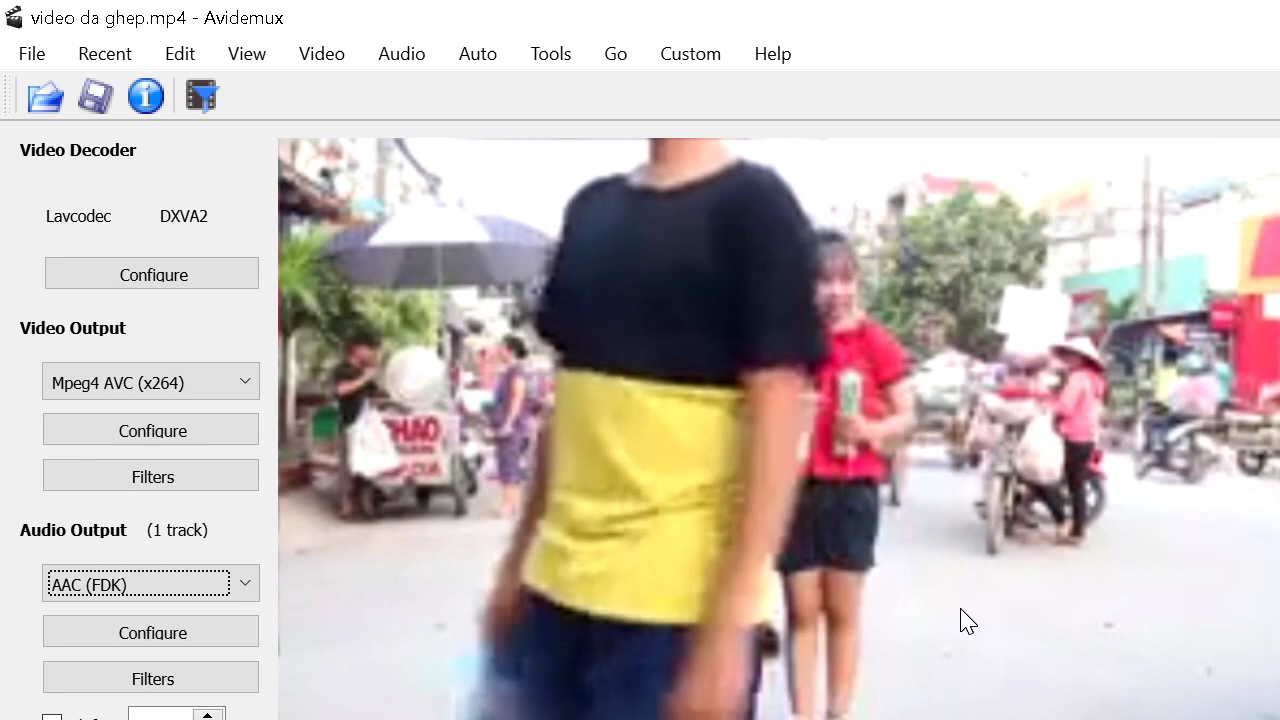 video da ghep.mp4 - Avidemux
File Recent Edit View Video Audio Auto Tools Go Custom Help
Video Decoder
Lavcodec DXVA2
Configure
Video Output
Mpeg4 AVC (x264)
Configure
Filters
Audio Output (1 track)
AAC (FDK)
Configure
Filters
CHAO